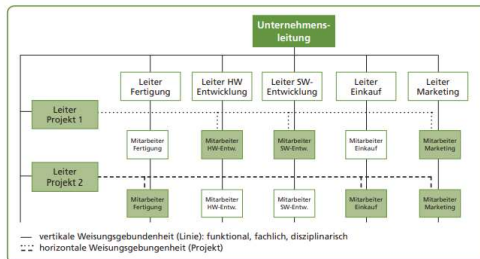 Unternehmens-
leitung
Leiter
Fertigung
Leiter HW
Entwicklung
Leiter SW-
Entwicklung
Leiter
Einkauf
Leiter
Marketing
Leiter
Projekt 1
Mitarbeiter
Fertigung
Mitarbeiter
HW-Entw.
Mitarbeiter
SW-Entw.
Mitarbeiter
Einkauf
Mitarbeiter
Marketing
Leiter
Projekt 2
Mitarbeiter
Fertigung
Mitarbeiter
HW-Entw.
Mitarbeiter
SW-Entw.
Mitarbeiter
Einkauf
Mitarbeiter
Marketing
vertikale Weisungsgebundenheit (Linie): funktional, fachlich, disziplinarisch
horizontale Weisungsgebungenheit (Projekt)